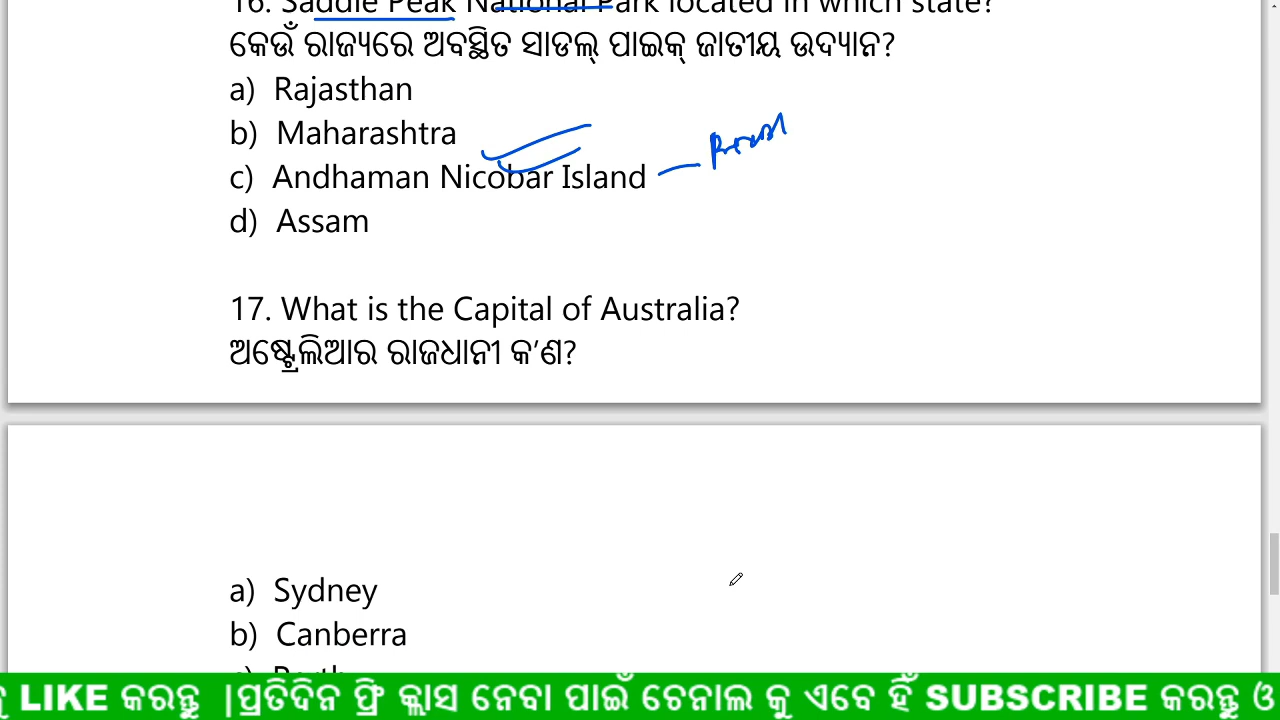 16. Saddle Peak National Park located in which state?
କେଉଁ ରାଜ୍ୟରେ ଅବସ୍ଥିତ ସାଡଲ୍ ପାଇକ୍ ଜାତୀୟ ଉଦ୍ୟାନ?
a) Rajasthan
b) Maharashtra
c) Andhaman Nicobar Island
d) Assam
17. What is the Capital of Australia?
ଅଷ୍ଟ୍ରେଲିଆର ରାଜଧାନୀ କ'ଣ?
a) Sydney
b) Canberra
c) Perth
LIKE କରନ୍ତୁ |ପ୍ରତିଦିନ ଫ୍ରି କ୍ଲାସ ନେବା ପାଇଁ ଚେନାଲ କୁ ଏବେ ହିଁ SUBSCRIBE କରନ୍ତୁ ଓ